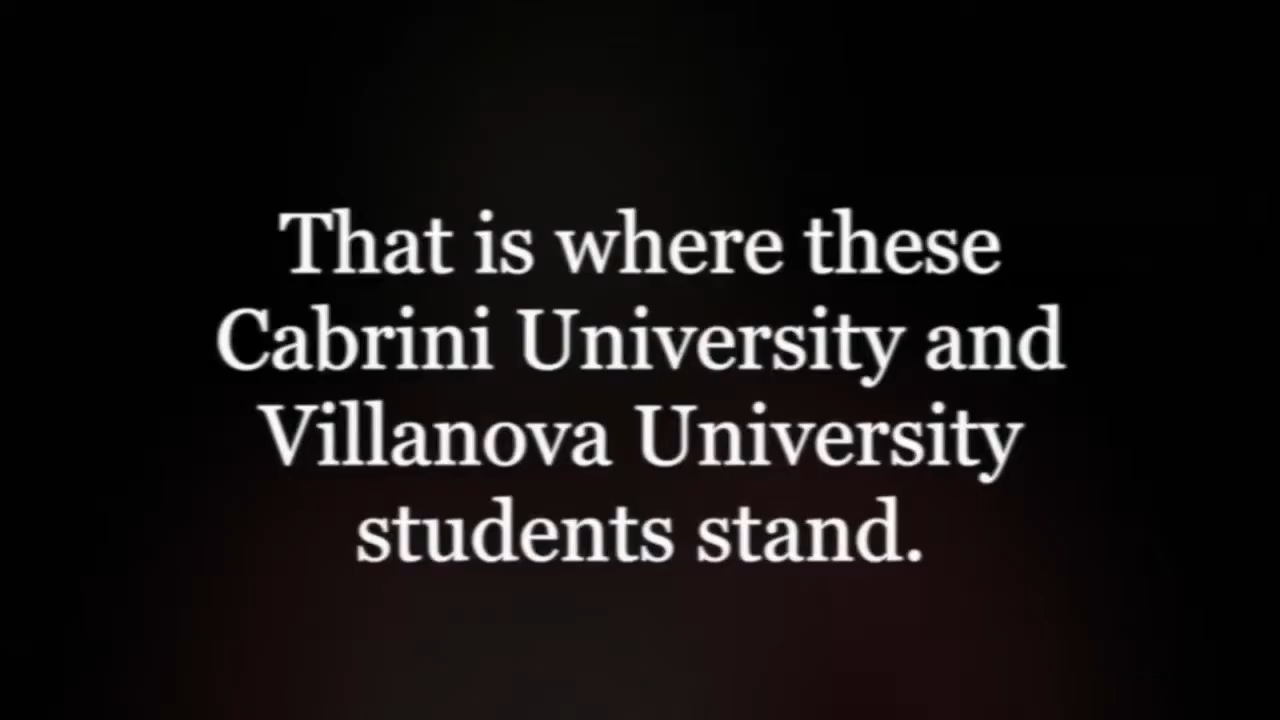 That is where these
Cabrini University and
Villanova University
students stand.